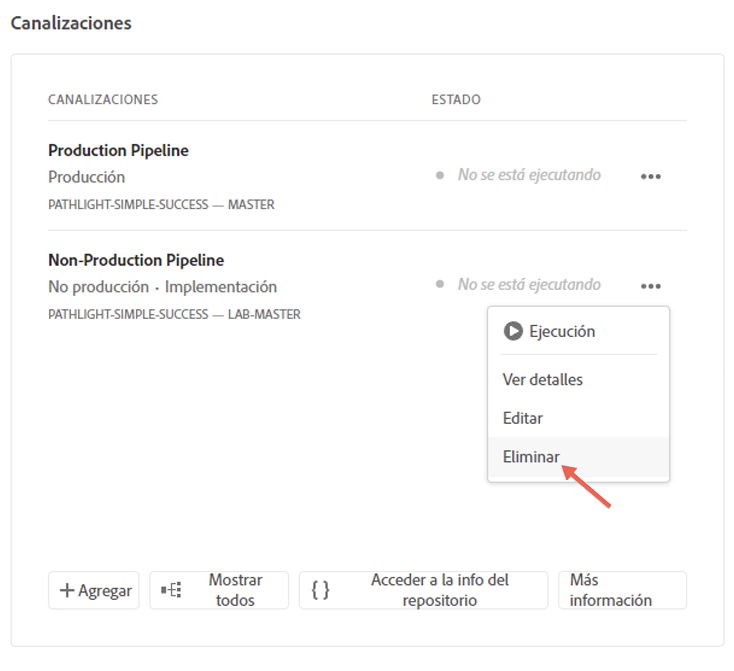 Canalizaciones
CANALIZACIONES ESTADO
Production Pipeline
Producción
No se está ejecutando
PATHLIGHT-SIMPLE-SUCCESS — MASTER
Non-Production Pipeline
No producción • Implementación
No se está ejecutando
PATHLIGHT-SIMPLE-SUCCESS — LAB-MASTER
Ejecución
Ver detalles
Editar
Eliminar
Agregar
Mostrar
todos
Acceder a la info del
repositorio
Más
información